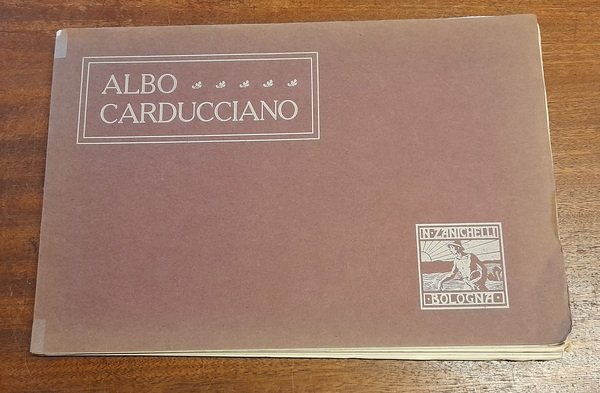 ALBO
CARDUCCIANO
N·ZANICHELLI
·BOLOGNA·